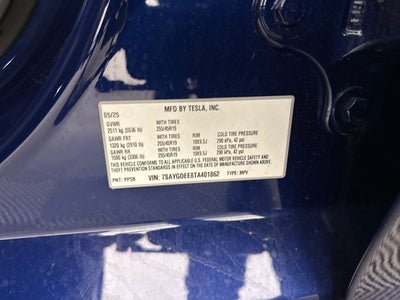 MFD BY TESLA, INC.
05/25
GVWR WITH TIRES
2511 kg (5536 lb) 255/45R19
GAWR FRT WITH TIRES RIM COLD TIRE PRESSURE
1320 kg (2910 lb) 255/45R19 19X9.5J 290 kPa, 42 psi
GAWR RR WITH TIRES RIM COLD TIRE PRESSURE
1500 kg (3306 lb) 255/45R19 19X9.5J 290 kPa, 42 psi
THIS VEHICLE CONFORMS TO ALL APPLICABLE U.S. FEDERAL MOTOR VEHICLE SAFETY AND
THEFT PREVENTION STANDARDS IN EFFECT ON THE DATE OF MANUFACTURE SHOWN ABOVE.
PNT: PPSB VIN: 7SAYGDEE8TA401862 TYPE: MPV